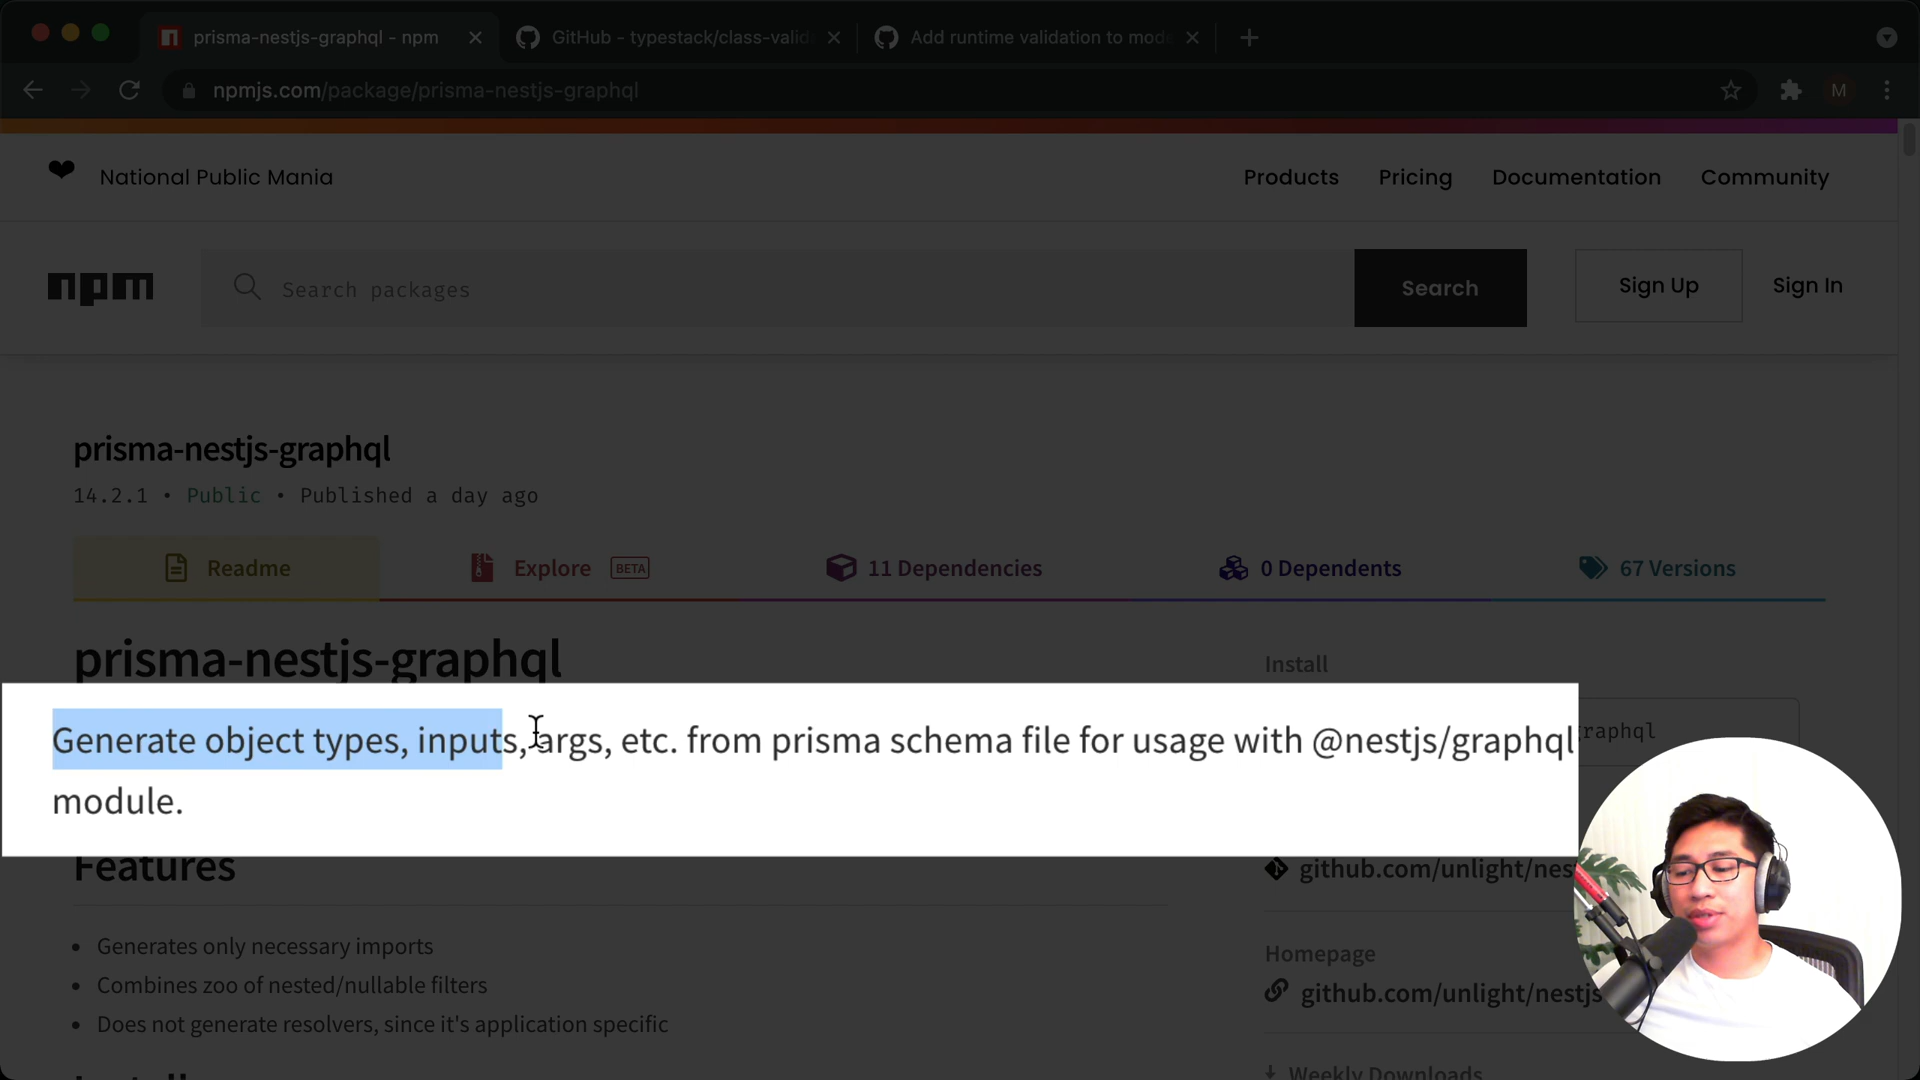 prisma-nestjs-graphql - npm
GitHub - typestack/class-valid
Add runtime validation to mode
npmjs.com/package/prisma-nestjs-graphql
M
National Public Mania
Products
Pricing
Documentation
Community
npm
Search packages
Search
Sign Up
Sign In
prisma-nestjs-graphql
14.2.1 • Public • Published a day ago
Readme
Explore BETA
11 Dependencies
0 Dependents
67 Versions
prisma-nestjs-graphql
Install
Generate object types, inputs, args, etc. from prisma schema file for usage with @nestjs/graphql
module.
graphql
Features
github.com/unlight/nes
• Generates only necessary imports
• Combines zoo of nested/nullable filters
• Does not generate resolvers, since it's application specific
Homepage
github.com/unlight/nestjs
Weekly Downloads